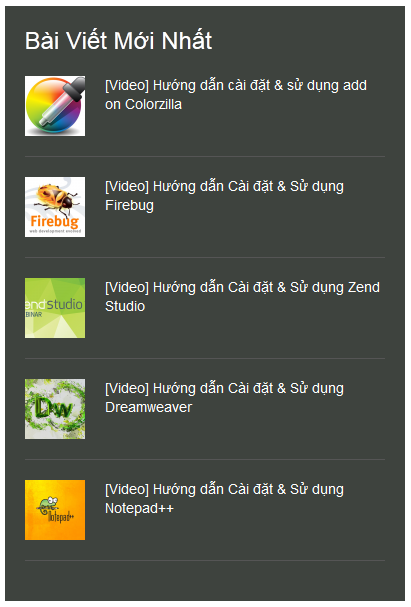 Bài Viết Mới Nhất
[Video] Hướng dẫn cài đặt & sử dụng add
on Colorzilla
[Video] Hướng dẫn Cài đặt & Sử dụng
Firebug
Firebug
web development evolved
[Video] Hướng dẫn Cài đặt & Sử dụng Zend
Studio
endstudio
BINAR
[Video] Hướng dẫn Cài đặt & Sử dụng
Dreamweaver
Dw
[Video] Hướng dẫn Cài đặt & Sử dụng
Notepad++
Notepad++